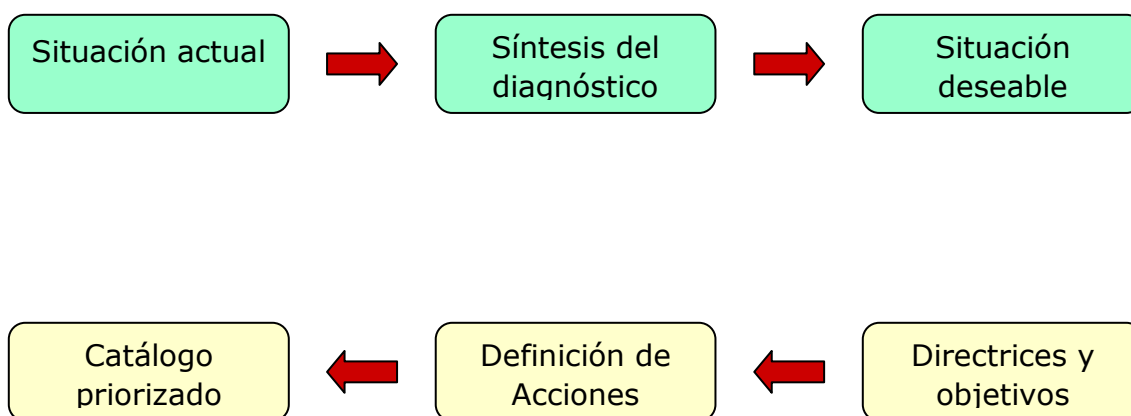 Situación actual
Síntesis del
diagnóstico
Situación
deseable
Catálogo
priorizado
Definición de
Acciones
Directrices y
objetivos